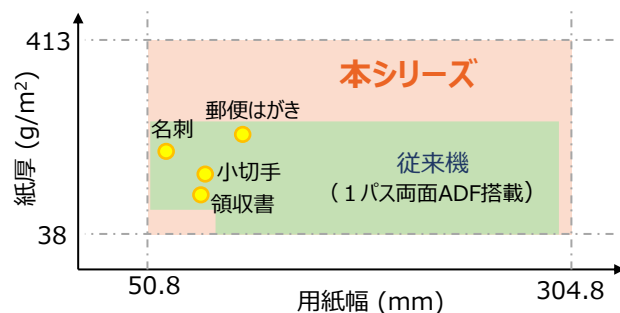 413
本シリーズ
郵便はがき
名刺
従来機
小切手
(１パス両面ADF搭載)
領収書
紙厚 (g/m²)
38
50.8
用紙幅 (mm)
304.8